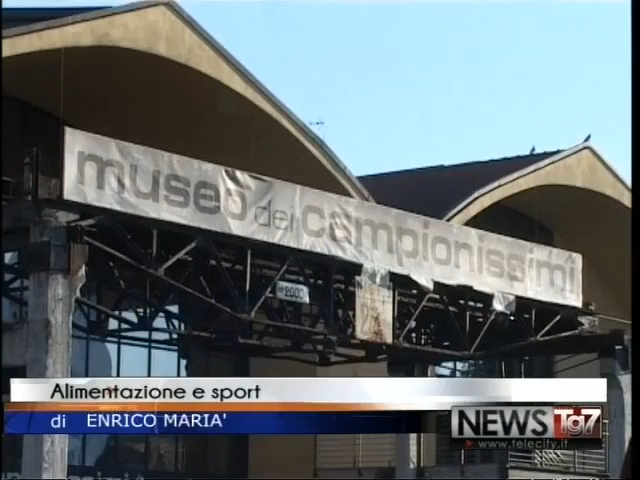 museo dei campionissimi
Alimentazione e sport
di ENRICO MARIA'
NEWS Tg7
www.telecity.it